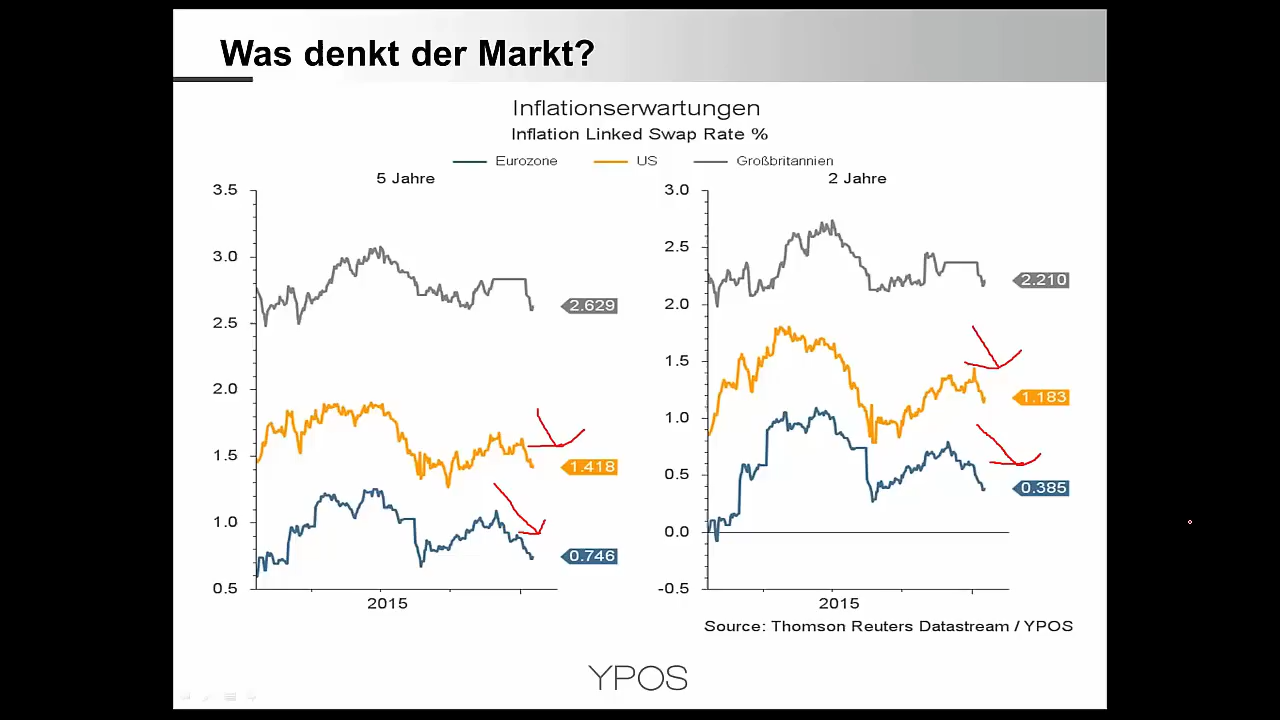 Was denkt der Markt?
Inflationserwartungen
Inflation Linked Swap Rate %
Eurozone US Großbritannien
5 Jahre
3.5
3.0
2.5
2.0
1.5
1.0
0.5
2.629
1.418
0.746
2015
2 Jahre
3.0
2.5
2.0
1.5
1.0
0.5
0.0
-0.5
2.210
1.183
0.385
2015
Source: Thomson Reuters Datastream / YPOS
YPOS